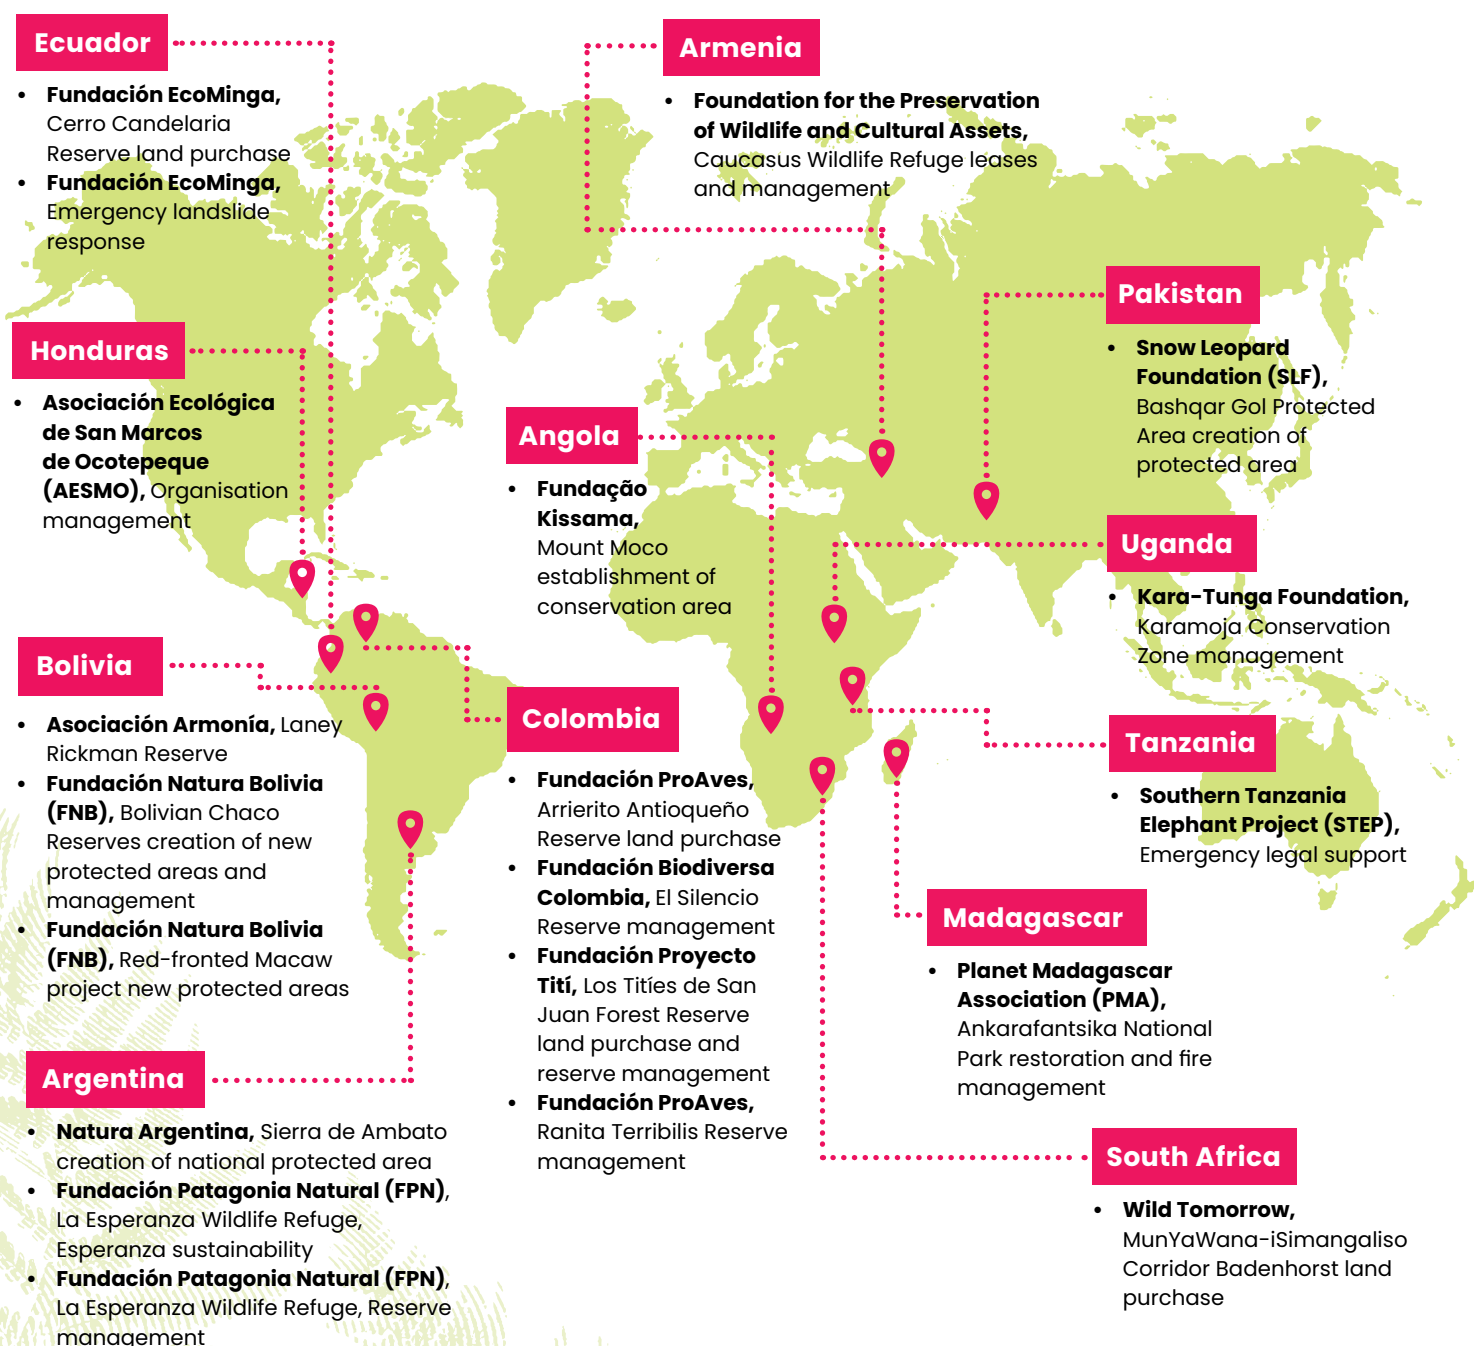 Ecuador
• Fundación EcoMinga,
Cerro Candelaria
Reserve land purchase
• Fundación EcoMinga,
Emergency landslide
response
Armenia
• Foundation for the Preservation
of Wildlife and Cultural Assets,
Caucasus Wildlife Refuge leases
and management
Pakistan
• Snow Leopard
Foundation (SLF),
Bashqar Gol Protected
Area creation of
protected area
Honduras
• Asociación Ecológica
de San Marcos
de Ocotepeque
(AESMO), Organisation
management
Angola
• Fundação
Kissama,
Mount Moco
establishment of
conservation area
Uganda
• Kara-Tunga Foundation,
Karamoja Conservation
Zone management
Bolivia
• Asociación Armonía, Laney
Rickman Reserve
• Fundación Natura Bolivia
(FNB), Bolivian Chaco
Reserves creation of new
protected areas and
management
• Fundación Natura Bolivia
(FNB), Red-fronted Macaw
project new protected areas
Colombia
• Fundación ProAves,
Arrierito Antioqueño
Reserve land purchase
• Fundación Biodiversa
Colombia, El Silencio
Reserve management
• Fundación Proyecto
Tití, Los Titíes de San
Juan Forest Reserve
land purchase and
reserve management
• Fundación ProAves,
Ranita Terribilis Reserve
management
Tanzania
• Southern Tanzania
Elephant Project (STEP),
Emergency legal support
Madagascar
• Planet Madagascar
Association (PMA),
Ankarafantsika National
Park restoration and fire
management
Argentina
• Natura Argentina, Sierra de Ambato
creation of national protected area
• Fundación Patagonia Natural (FPN),
La Esperanza Wildlife Refuge,
Esperanza sustainability
• Fundación Patagonia Natural (FPN),
La Esperanza Wildlife Refuge, Reserve
management
South Africa
• Wild Tomorrow,
MunYaWana-iSimangaliso
Corridor Badenhorst land
purchase